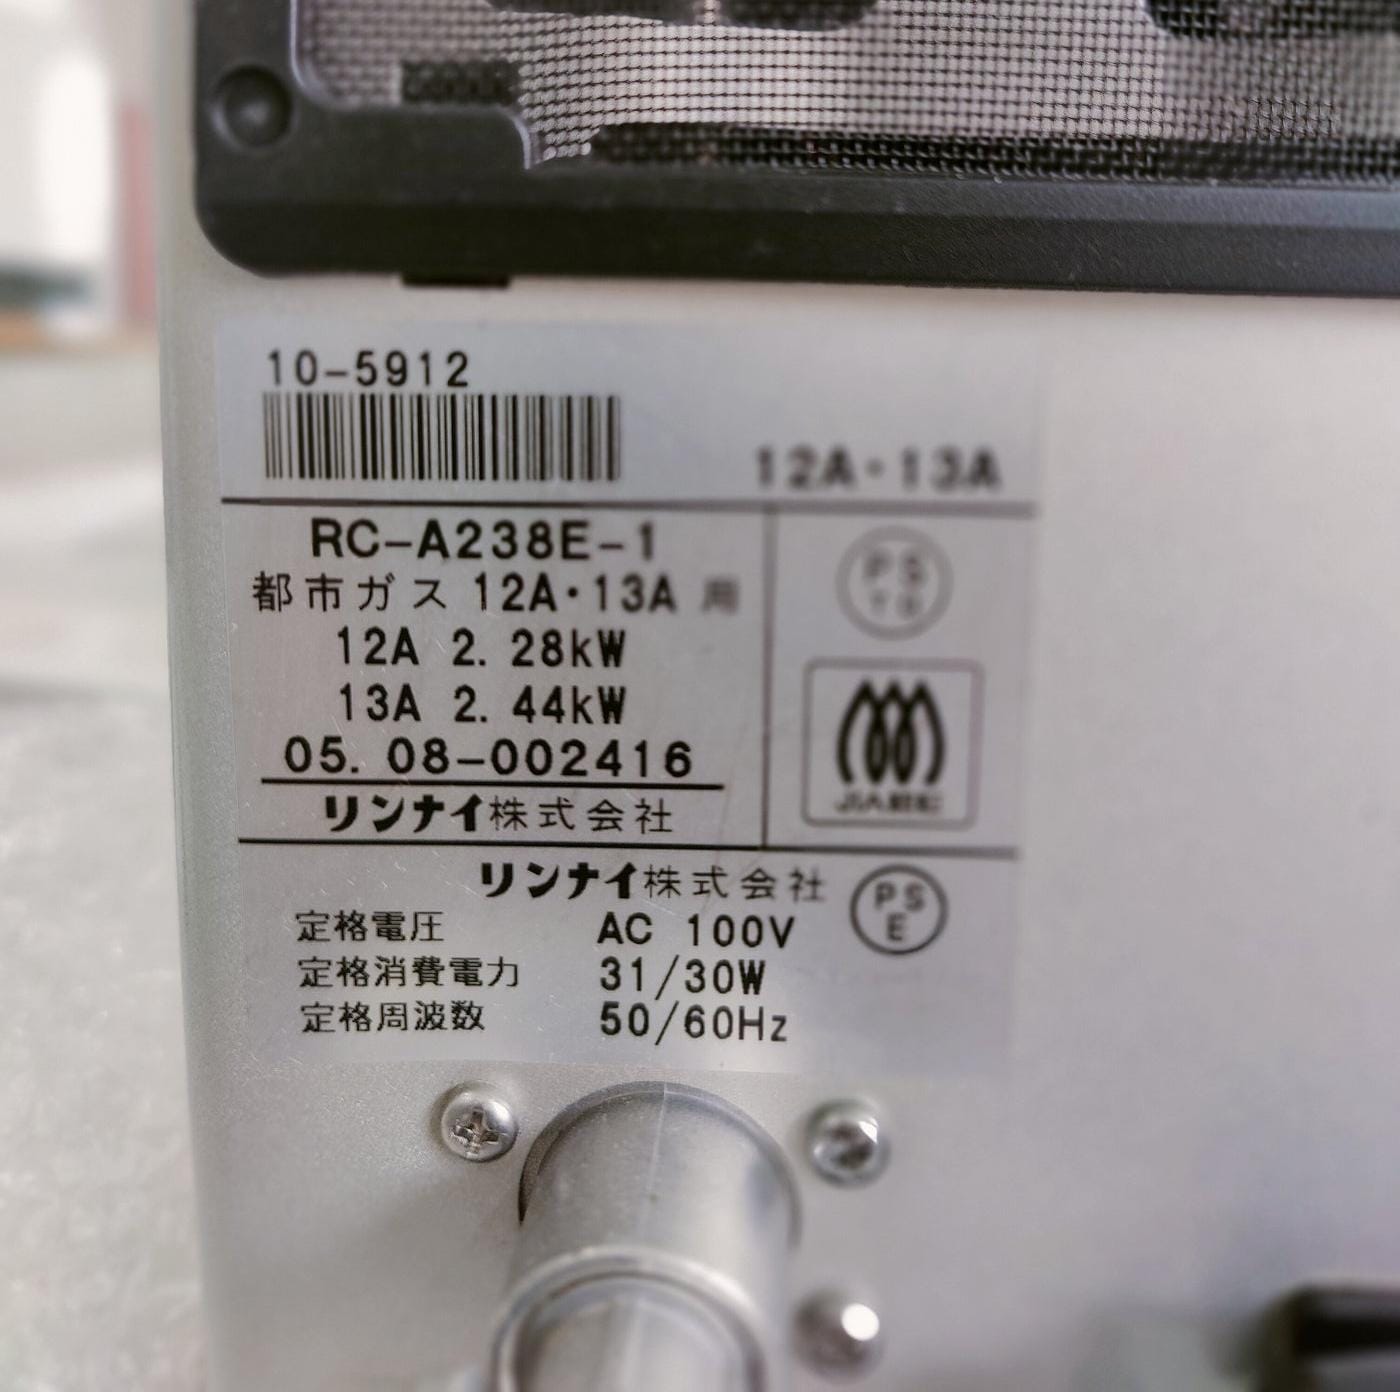 10-5912
12A・13A
RC-A238E-1
都市ガス 12A・13A 用
12A 2.28kW
13A 2.44kW
05.08-002416
リンナイ株式会社
PS
JIA
リンナイ株式会社
PS
E
定格電圧 AC 100V
定格消費電力 31/30W
定格周波数 50/60Hz